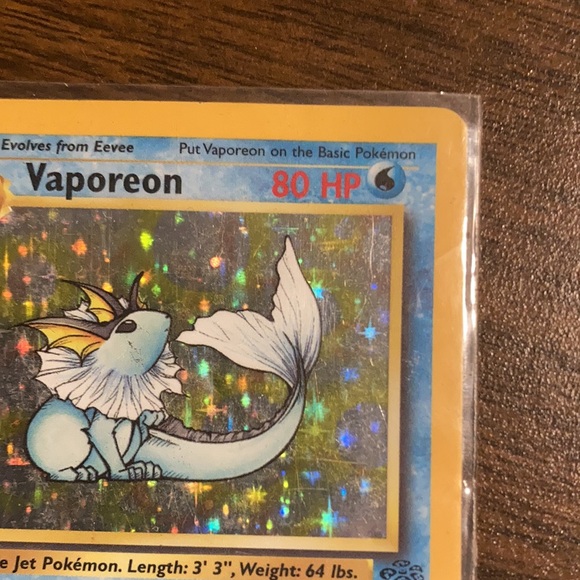 Evolves from Eevee Put Vaporeon on the Basic Pokémon
Vaporeon 80 HP
Jet Pokémon. Length: 3' 3", Weight: 64 lbs.